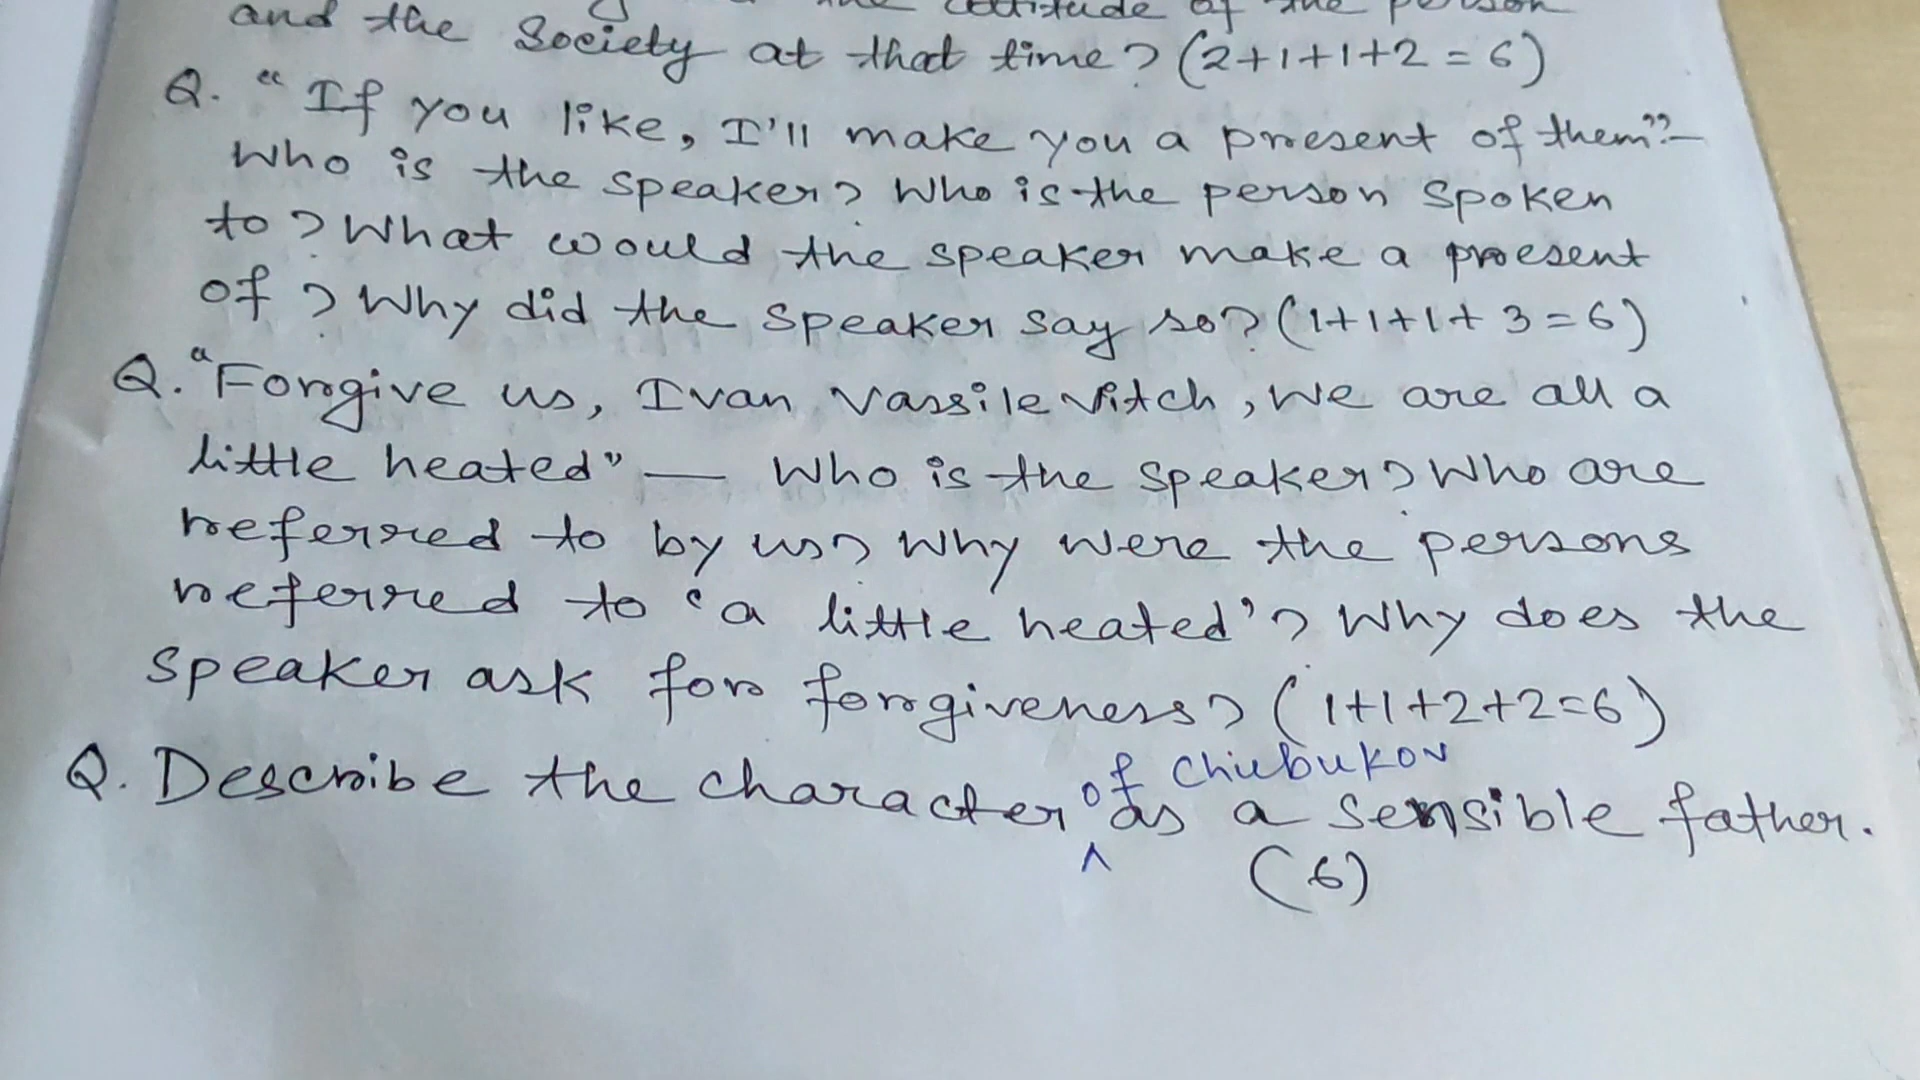 and the Society at that time? (2+1+1+2=6)
Q. "If you like, I'll make you a present of them"?—
Who is the speaker? Who is the person spoken
to? What would the speaker make a present
of? Why did the speaker say so? (1+1+1+3=6)
Q. "Forgive us, Ivan Vassilevitch, we are all a
little heated" — Who is the speaker? Who are
referred to by us? Why were the persons
referred to 'a little heated'? Why does the
speaker ask for forgiveness? (1+1+2+2=6)
Q. Describe the character of Chubukov as a sensible father.
(6)